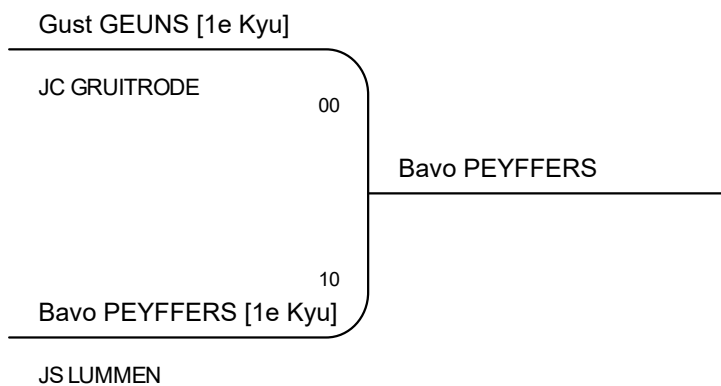 Gust GEUNS [1e Kyu]
JC GRUITRODE
00
Bavo PEYFFERS
10
Bavo PEYFFERS [1e Kyu]
JS LUMMEN